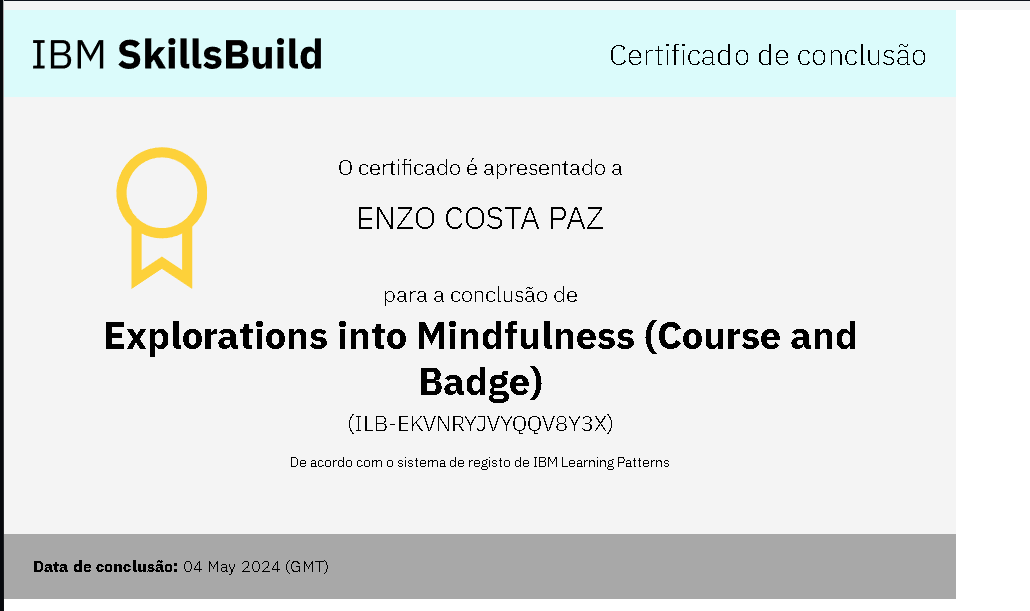 IBM SkillsBuild
Certificado de conclusão
O certificado é apresentado a
ENZO COSTA PAZ
para a conclusão de
Explorations into Mindfulness (Course and
Badge)
(ILB-EKVNRYJVYQQV8Y3X)
De acordo com o sistema de registo de IBM Learning Patterns
Data de conclusão: 04 May 2024 (GMT)